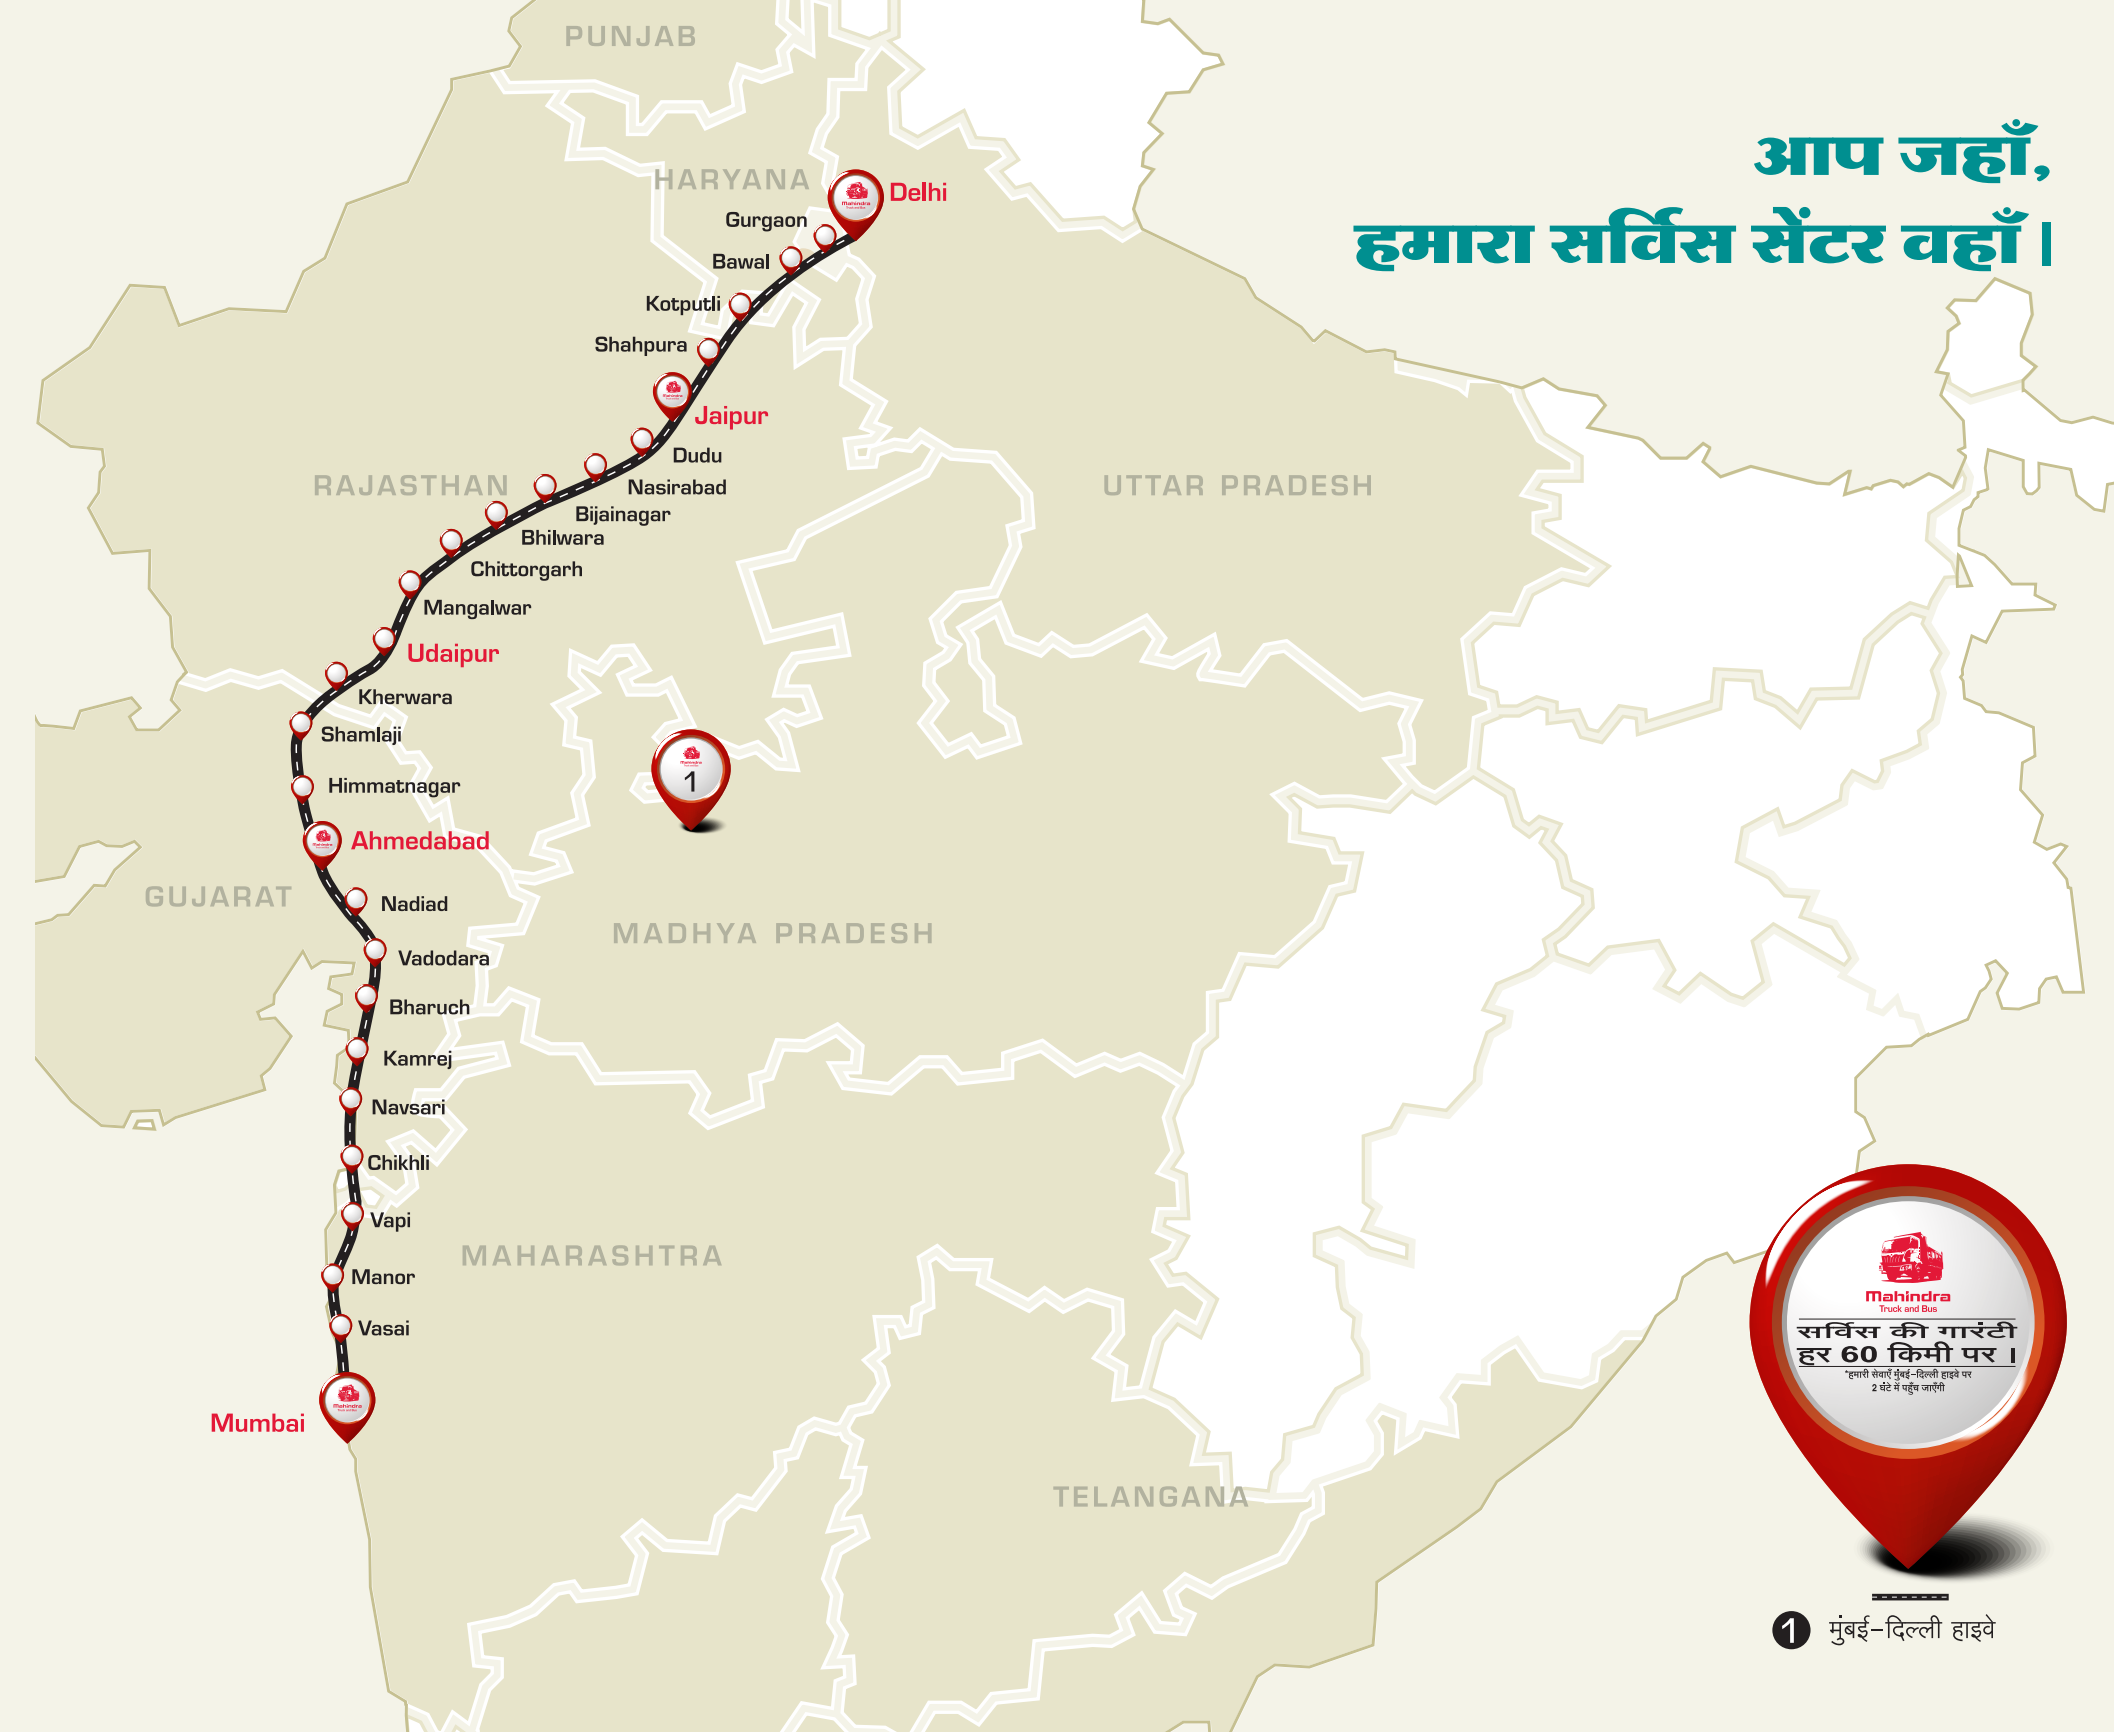 PUNJAB
आप जहाँ,
हमारा सर्विस सेंटर वहाँ।
HARYANA
Delhi
Gurgaon
Bawal
Kotputli
Shahpura
Jaipur
Dudu
RAJASTHAN
Nasirabad
UTTAR PRADESH
Bijainagar
Bhilwara
Chittorgarh
Mangalwar
Udaipur
Kherwara
Shamlaji
1
Himmatnagar
Ahmedabad
GUJARAT
Nadiad
MADHYA PRADESH
Vadodara
Bharuch
Kamrej
Navsari
Chikhli
Vapi
MAHARASHTRA
Manor
Vasai
Mumbai
TELANGANA
Mahindra
Truck and Bus
सर्विस की गारंटी
हर 60 किमी पर।
*हमारी सेवाएँ मुंबई-दिल्ली हाइवे पर
2 घंटे में पहुँच जाएँगी
1 मुंबई-दिल्ली हाइवे